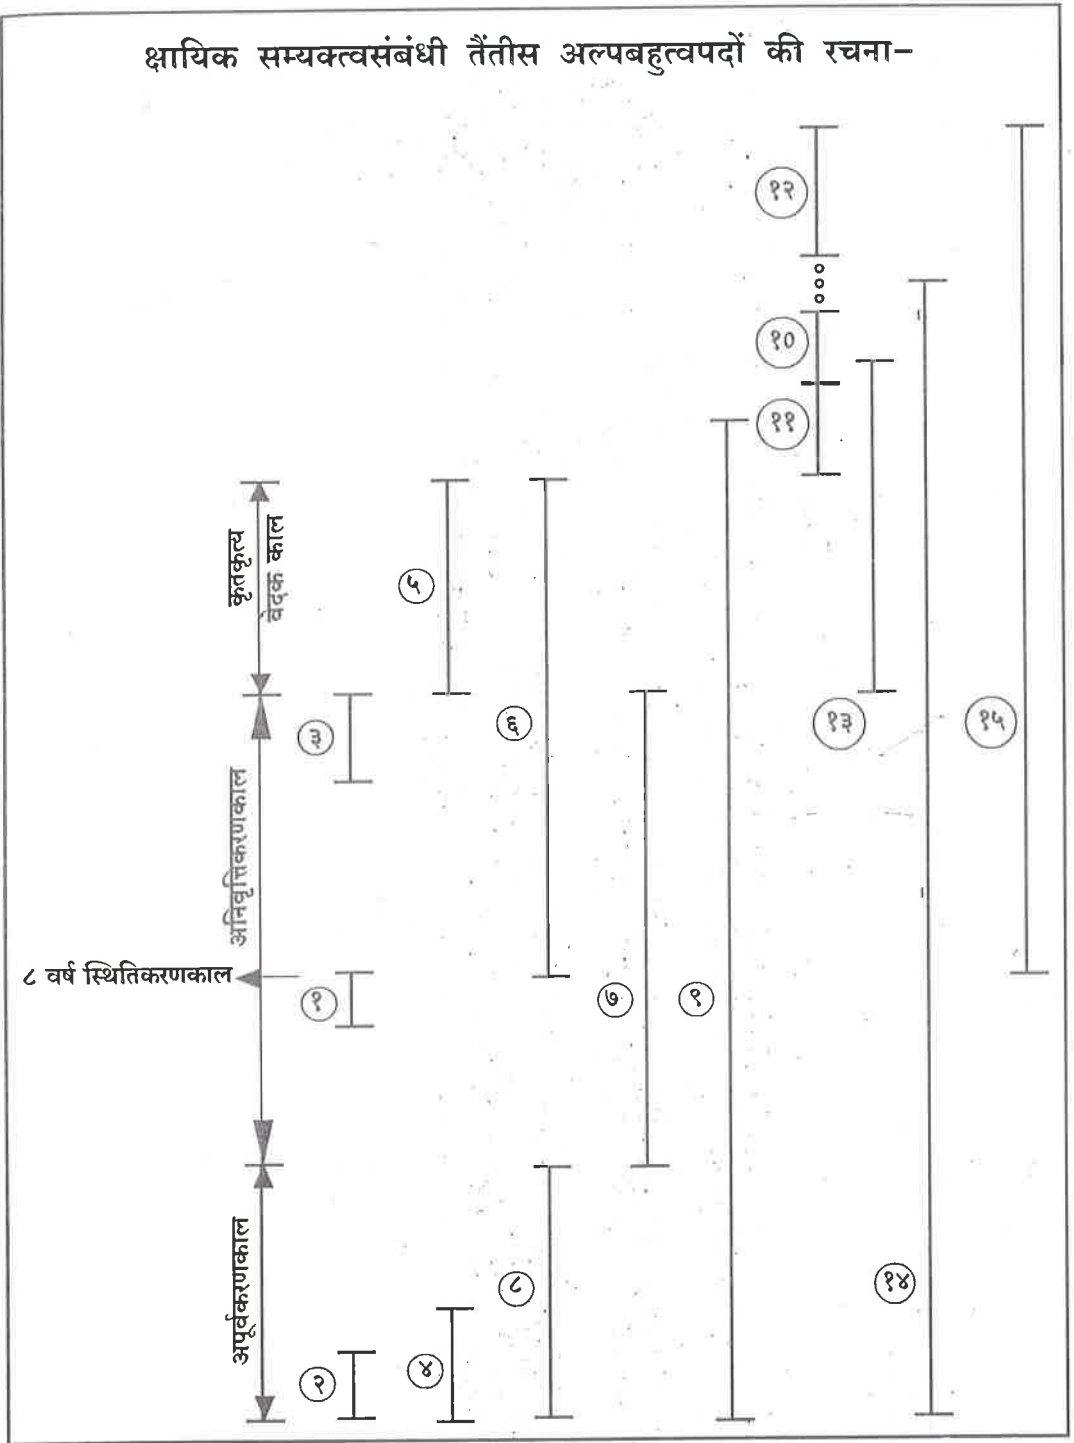 क्षायिक सम्यक्त्वसंबंधी तैंतीस अल्पबहुत्वपदों की रचना–
१२
१०
११
कृतकृत्य
वेदक काल
५
३
६
१३
१५
अनिवृत्तिकरणकाल
८ वर्ष स्थितिकरणकाल
१
७
९
अपूर्वकरणकाल
८
१४
२
४